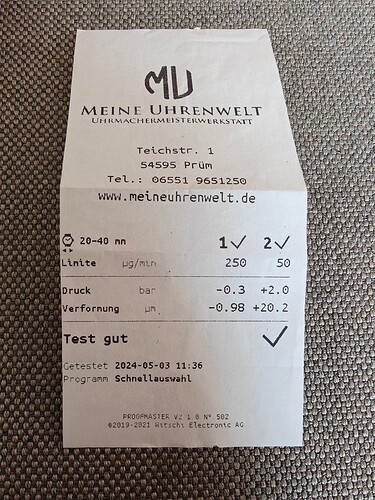 MU
MEINE UHRENWELT
UHRMACHERMEISTERWERKSTATT
Teichstr. 1
54595 Prüm
Tel.: 06551 9651250
www.meineuhrenwelt.de
20-40 mm 1✓ 2✓
Limite µg/min 250 50
Druck bar -0.3 +2.0
Verfornung µm -0.98 +20.2
Test gut ✓
Getestet 2024-05-03 11:36
Programm Schnellauswahl
PROOFMASTER V2.1.0 N° 502
©2019-2021 Witschi Electronic AG